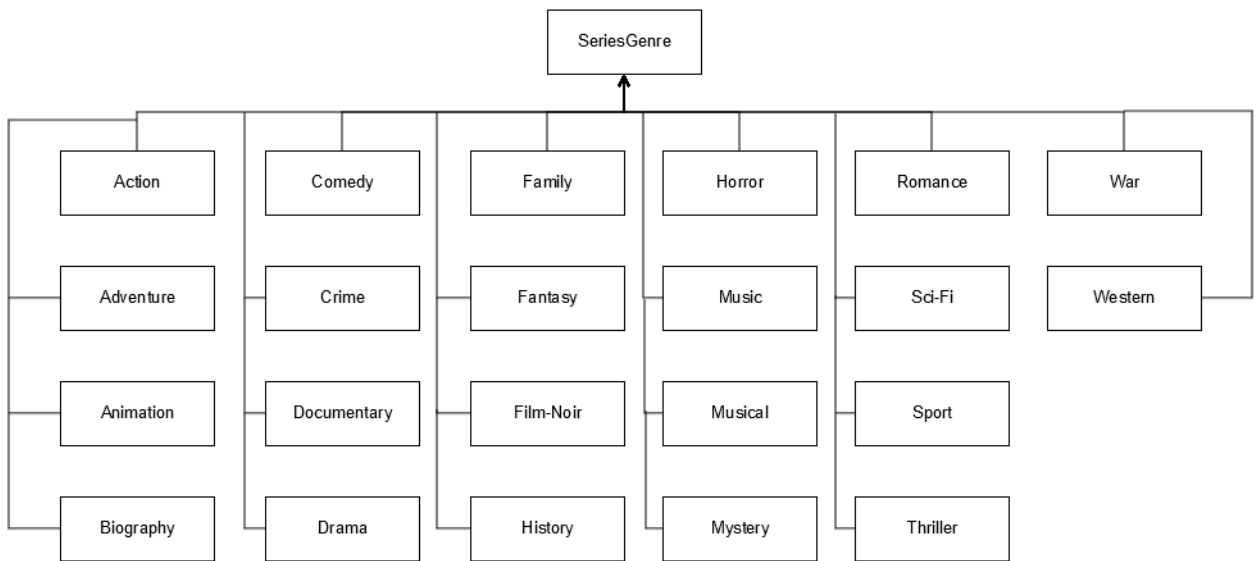 SeriesGenre
Action
Comedy
Family
Horror
Romance
War
Adventure
Crime
Fantasy
Music
Sci-Fi
Western
Animation
Documentary
Film-Noir
Musical
Sport
Biography
Drama
History
Mystery
Thriller